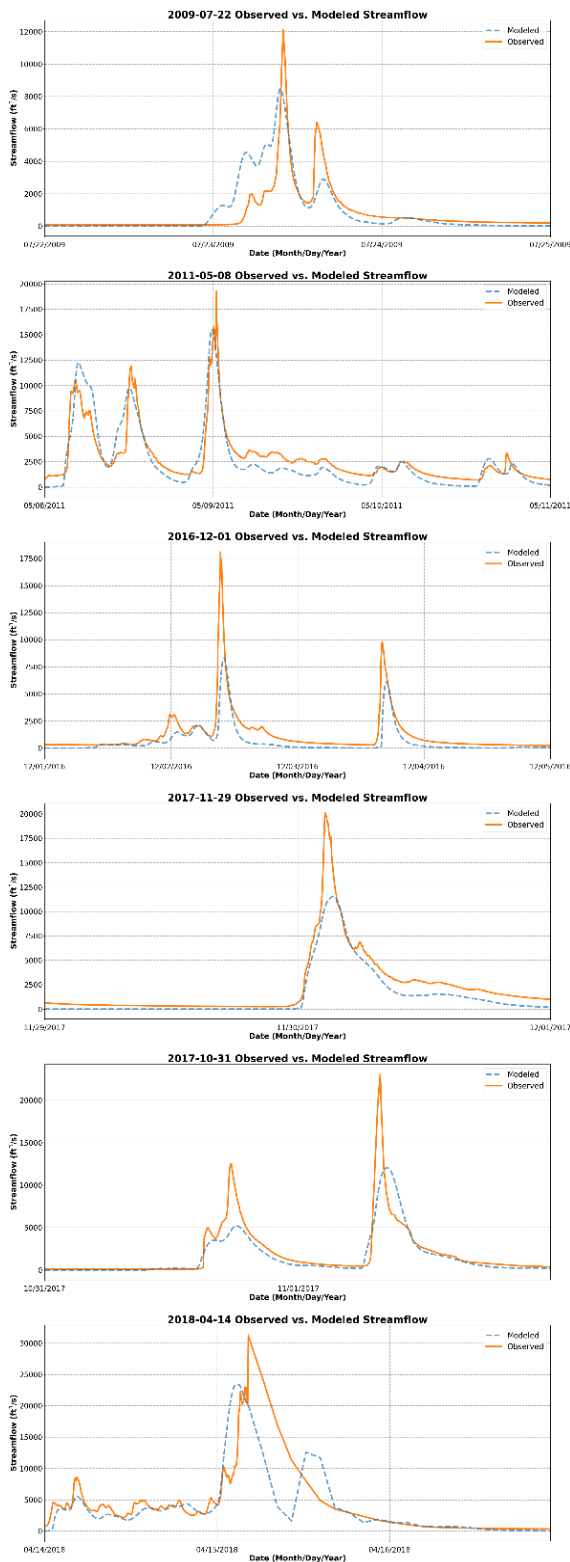 2009-07-22 Observed vs. Modeled Streamflow
Modeled
Observed
Streamflow (ft³/s)
12000
10000
8000
6000
4000
2000
0
07/22/2009 07/23/2009 07/24/2009 07/25/2009
Date (Month/Day/Year)
2011-05-08 Observed vs. Modeled Streamflow
Modeled
Observed
Streamflow (ft³/s)
20000
17500
15000
12500
10000
7500
5000
2500
0
05/08/2011 05/09/2011 05/10/2011 05/11/2011
Date (Month/Day/Year)
2016-12-01 Observed vs. Modeled Streamflow
Modeled
Observed
Streamflow (ft³/s)
17500
15000
12500
10000
7500
5000
2500
0
12/01/2016 12/02/2016 12/03/2016 12/04/2016 12/05/2016
Date (Month/Day/Year)
2017-11-29 Observed vs. Modeled Streamflow
Modeled
Observed
Streamflow (ft³/s)
20000
17500
15000
12500
10000
7500
5000
2500
0
11/29/2017 11/30/2017 12/01/2017
Date (Month/Day/Year)
2017-10-31 Observed vs. Modeled Streamflow
Modeled
Observed
Streamflow (ft³/s)
20000
15000
10000
5000
0
10/31/2017 11/01/2017
Date (Month/Day/Year)
2018-04-14 Observed vs. Modeled Streamflow
Modeled
Observed
Streamflow (ft³/s)
30000
25000
20000
15000
10000
5000
0
04/14/2018 04/15/2018 04/16/2018
Date (Month/Day/Year)